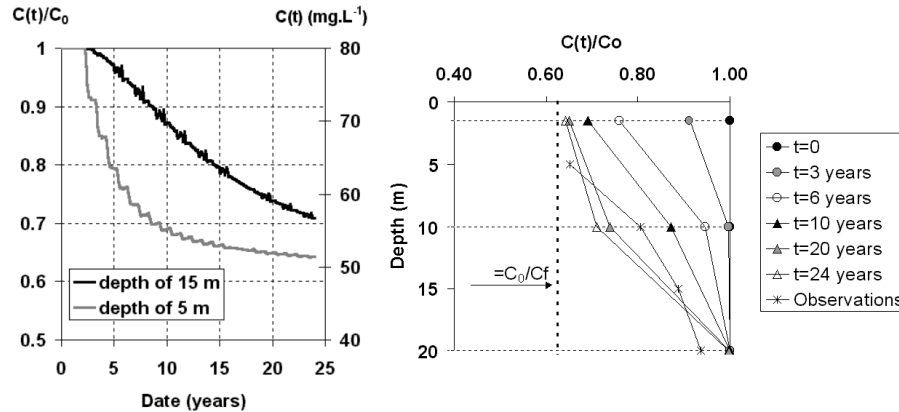 C(t)/C0 C(t) (mg.L-1)
1 80
0.9
70
0.8
60
0.7
0.6 50
0.5 40
depth of 15 m
depth of 5 m
0 5 10 15 20 25
Date (years)
C(t)/Co
0.40 0.60 0.80 1.00
0
5
10
15
20
Depth (m)
=C0/Cf
t=0
t=3 years
t=6 years
t=10 years
t=20 years
t=24 years
Observations